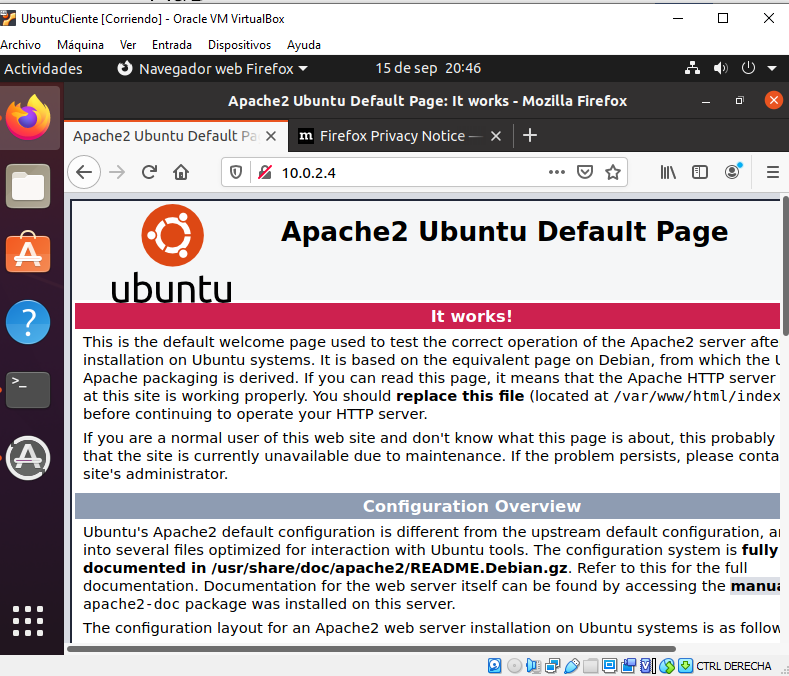 UbuntuCliente [Corriendo] - Oracle VM VirtualBox
Archivo Máquina Ver Entrada Dispositivos Ayuda
Actividades Navegador web Firefox 15 de sep 20:46
Apache2 Ubuntu Default Page: It works - Mozilla Firefox
Apache2 Ubuntu Default Pa Firefox Privacy Notice —
10.0.2.4
Apache2 Ubuntu Default Page
ubuntu
It works!
This is the default welcome page used to test the correct operation of the Apache2 server afte
installation on Ubuntu systems. It is based on the equivalent page on Debian, from which the U
Apache packaging is derived. If you can read this page, it means that the Apache HTTP server
at this site is working properly. You should replace this file (located at /var/www/html/index
before continuing to operate your HTTP server.
If you are a normal user of this web site and don't know what this page is about, this probably
that the site is currently unavailable due to maintenance. If the problem persists, please conta
site's administrator.
Configuration Overview
Ubuntu's Apache2 default configuration is different from the upstream default configuration, a
into several files optimized for interaction with Ubuntu tools. The configuration system is fully
documented in /usr/share/doc/apache2/README.Debian.gz. Refer to this for the full
documentation. Documentation for the web server itself can be found by accessing the manua
apache2-doc package was installed on this server.
The configuration layout for an Apache2 web server installation on Ubuntu systems is as follow
CTRL DERECHA